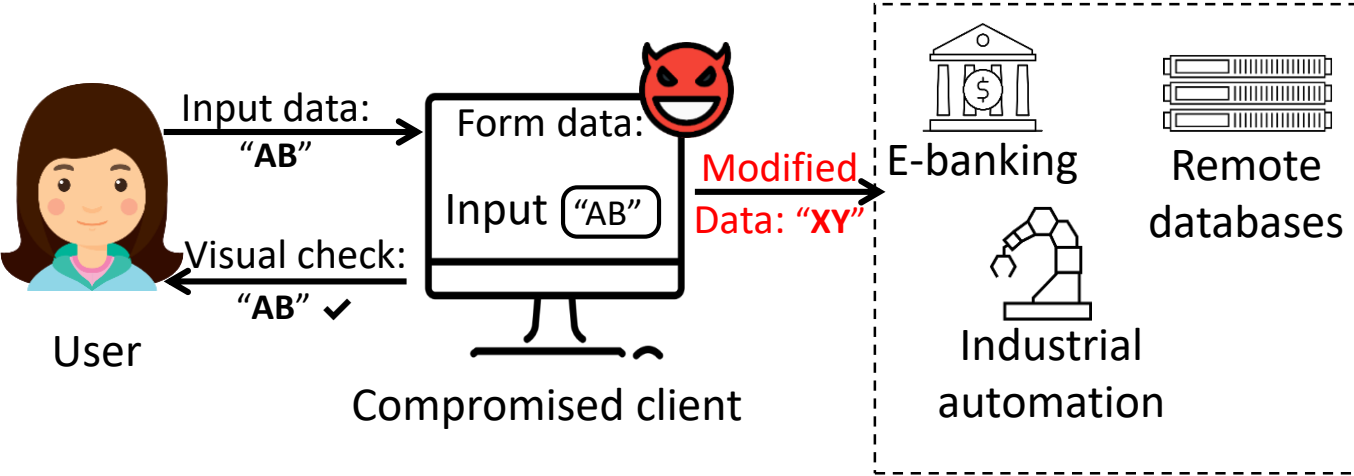 Input data:
“AB”
Visual check:
“AB” ✔
User
Form data:
Input “AB”
Compromised client
Modified
Data: “XY”
E-banking
Remote
databases
Industrial
automation